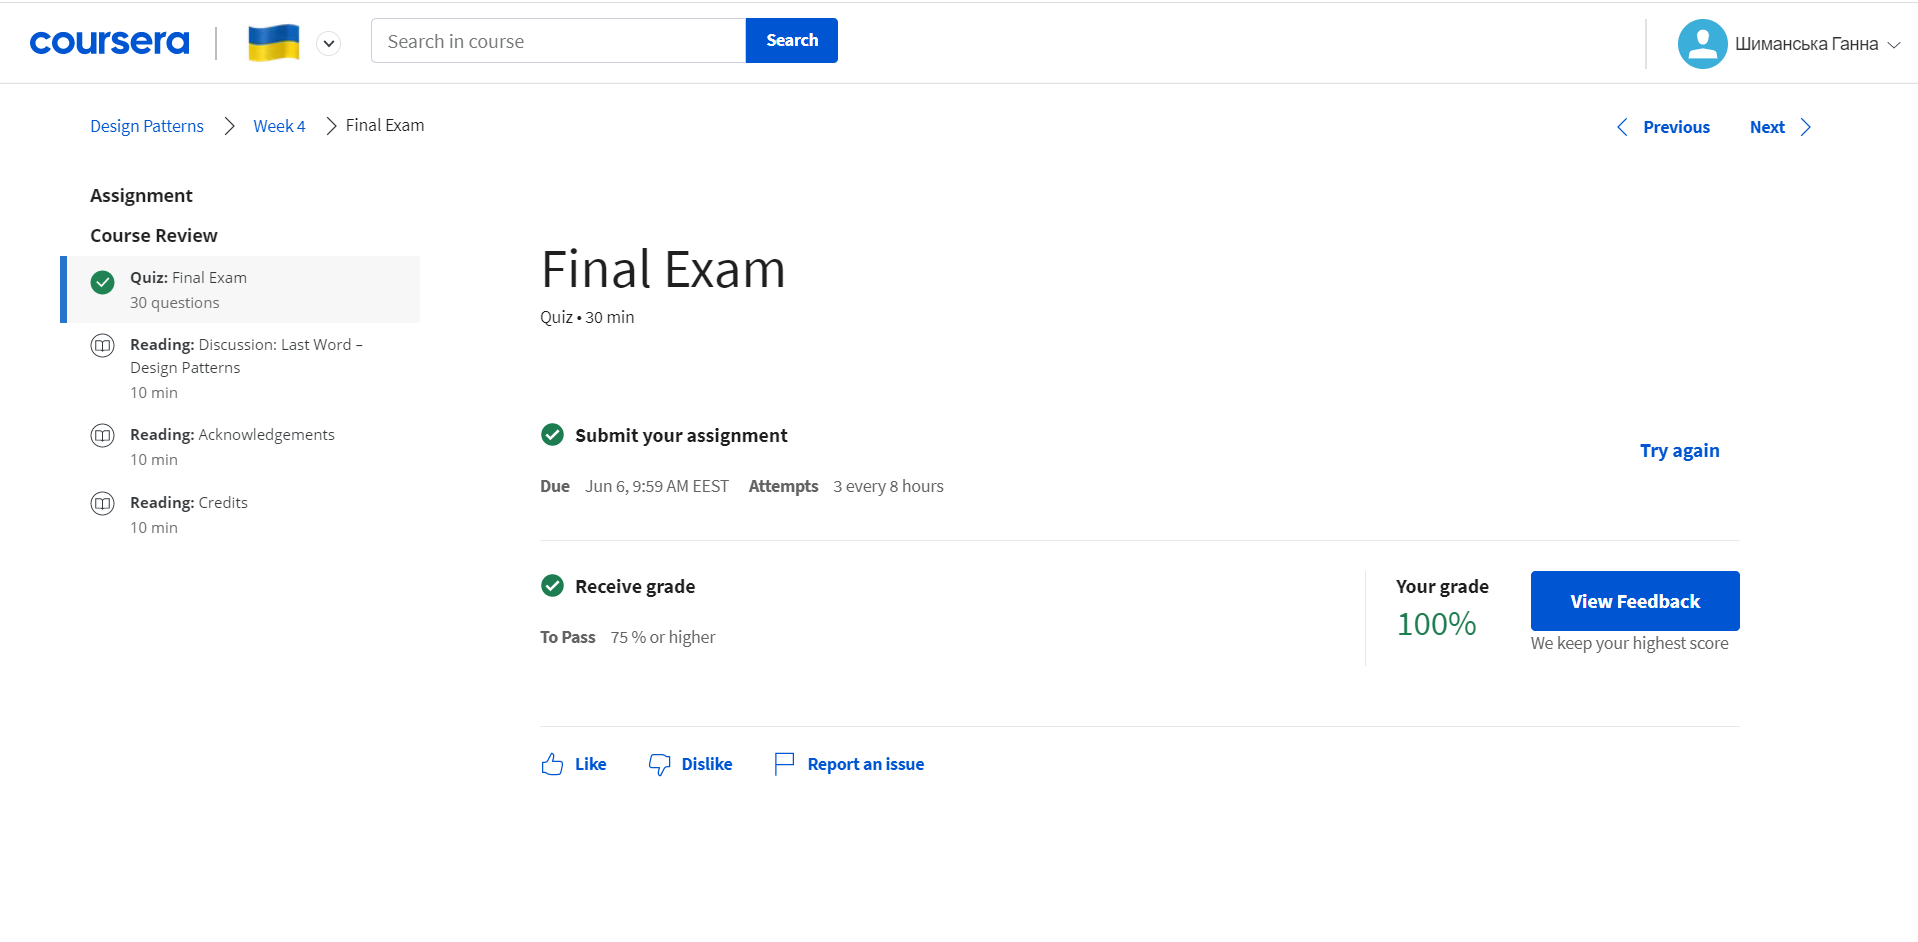 coursera
Search in course
Search
Шиманська Ганна
Design Patterns
Week 4
Final Exam
Previous
Next
Assignment
Course Review
Quiz: Final Exam
30 questions
Reading: Discussion: Last Word –
Design Patterns
10 min
Reading: Acknowledgements
10 min
Reading: Credits
10 min
Final Exam
Quiz • 30 min
Submit your assignment
Try again
Due Jun 6, 9:59 AM EEST Attempts 3 every 8 hours
Receive grade
To Pass 75 % or higher
Your grade
100%
View Feedback
We keep your highest score
Like
Dislike
Report an issue